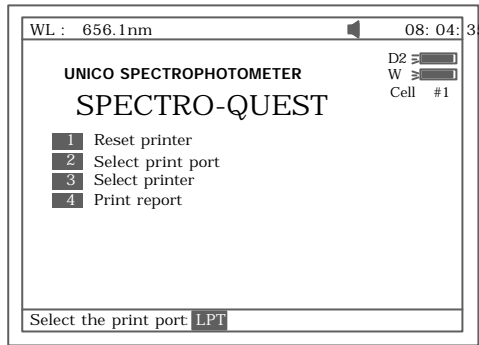 WL : 656.1nm 08: 04: 35
D2
UNICO SPECTROPHOTOMETER W
SPECTRO-QUEST Cell #1
1 Reset printer
2 Select print port
3 Select printer
4 Print report
Select the print port: LPT